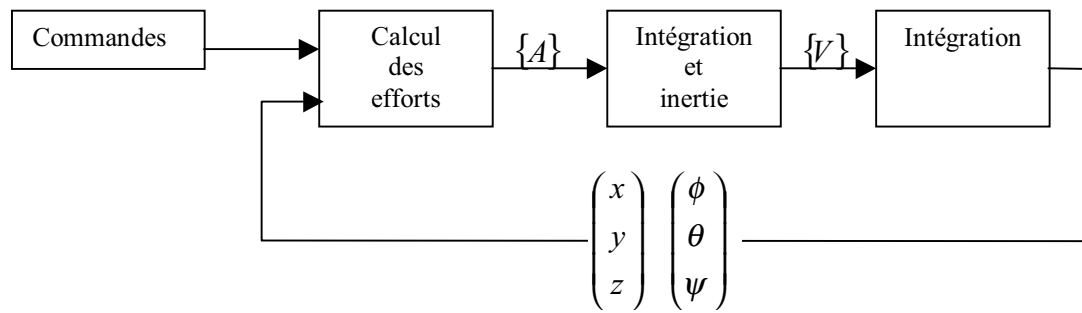 Commandes
Calcul
des
efforts
{A}
Intégration
et
inertie
{V}
Intégration
x
y
z
ϕ
θ
ψ